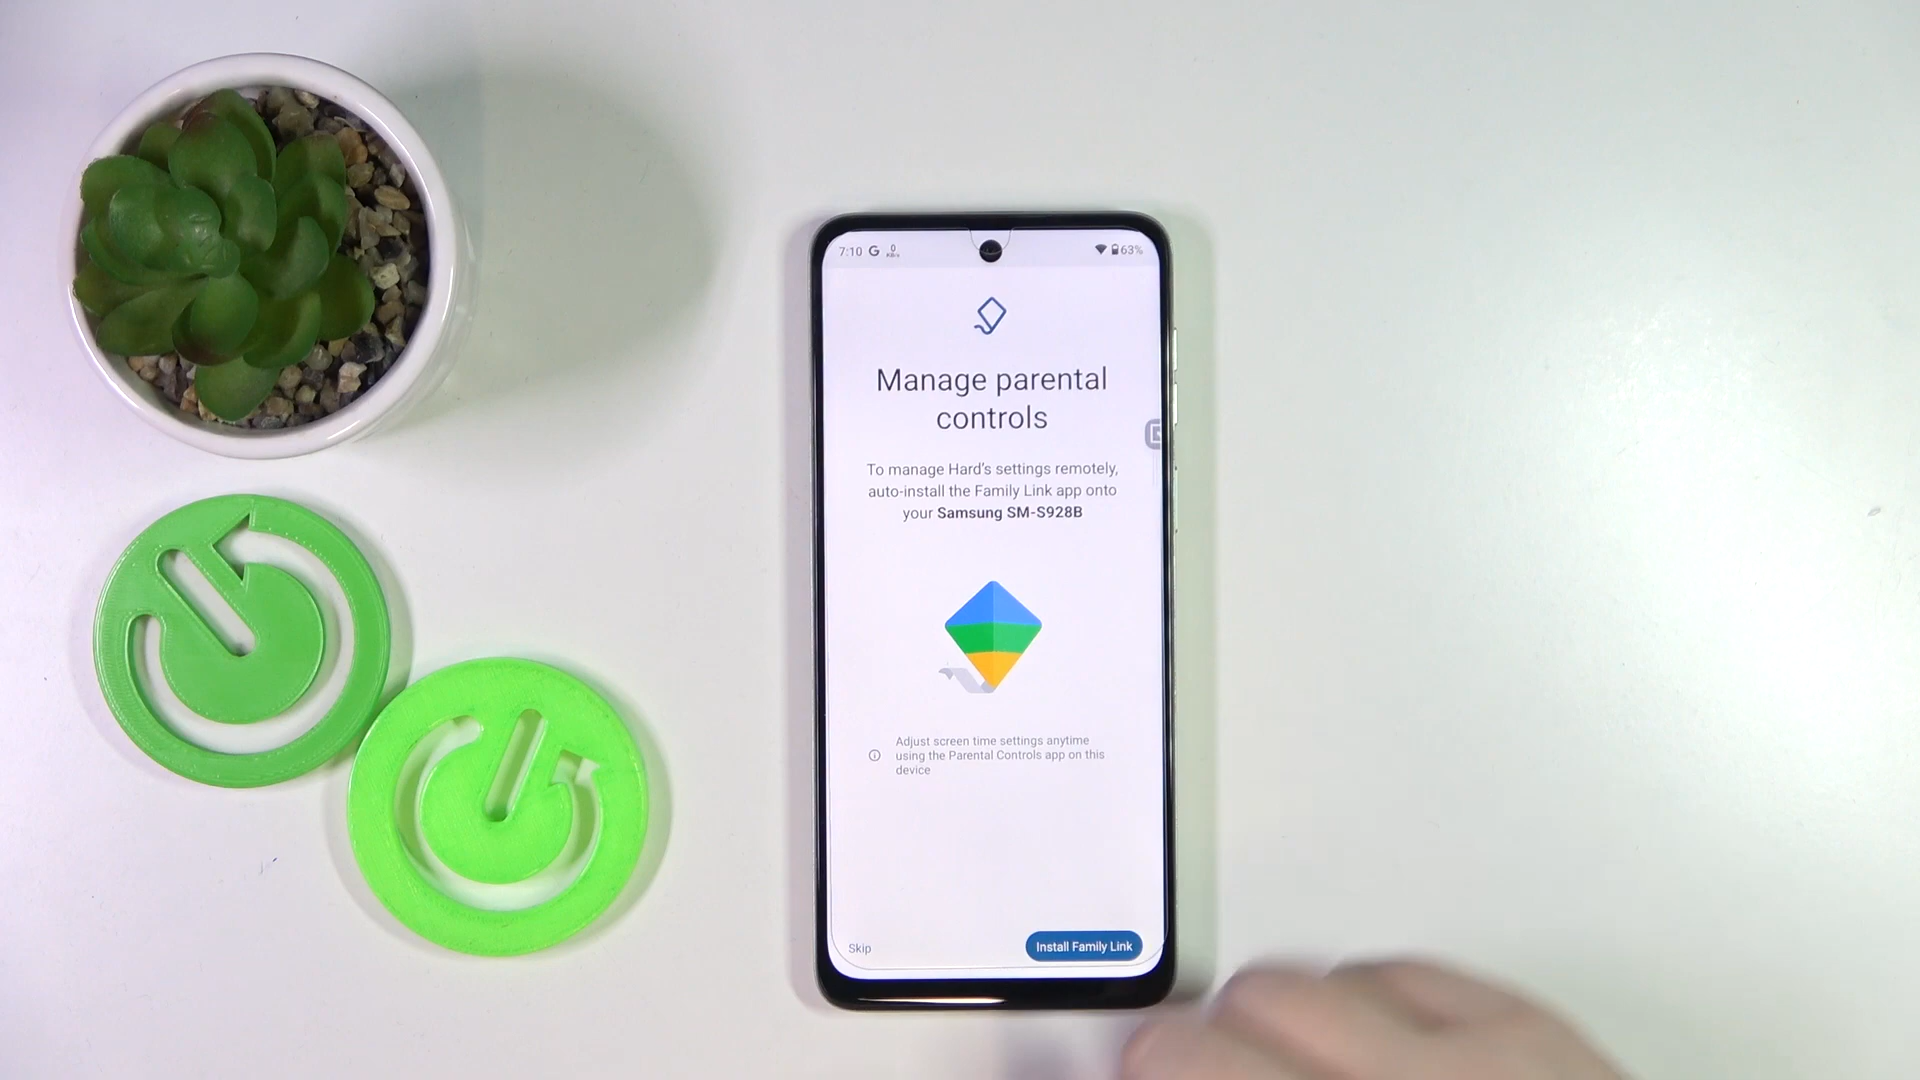 7:10 G 0 63%
KB/s
Manage parental
controls
To manage Hard's settings remotely,
auto-install the Family Link app onto
your Samsung SM-S928B
Adjust screen time settings anytime
using the Parental Controls app on this
device
Skip
Install Family Link